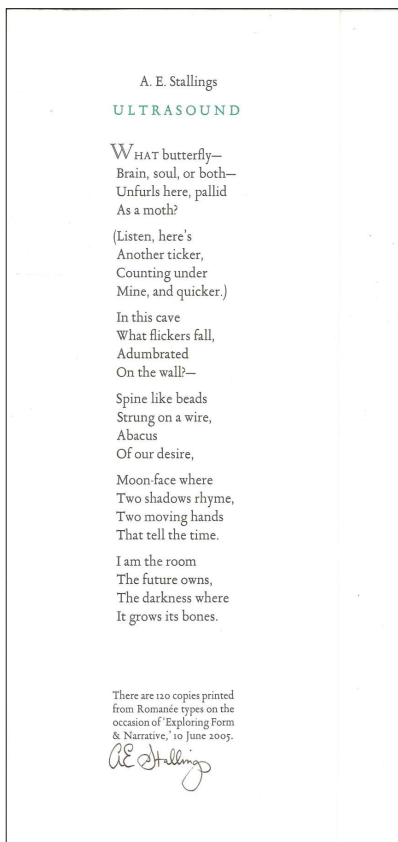 A. E. Stallings
ULTRASOUND
WHAT butterfly—
Brain, soul, or both—
Unfurls here, pallid
As a moth?
(Listen, here's
Another ticker,
Counting under
Mine, and quicker.)
In this cave
What flickers fall,
Adumbrated
On the wall?—
Spine like beads
Strung on a wire,
Abacus
Of our desire,
Moon-face where
Two shadows rhyme,
Two moving hands
That tell the time.
I am the room
The future owns,
The darkness where
It grows its bones.
There are 120 copies printed
from Romanée types on the
occasion of 'Exploring Form
& Narrative,' 10 June 2005.
AE Stallings